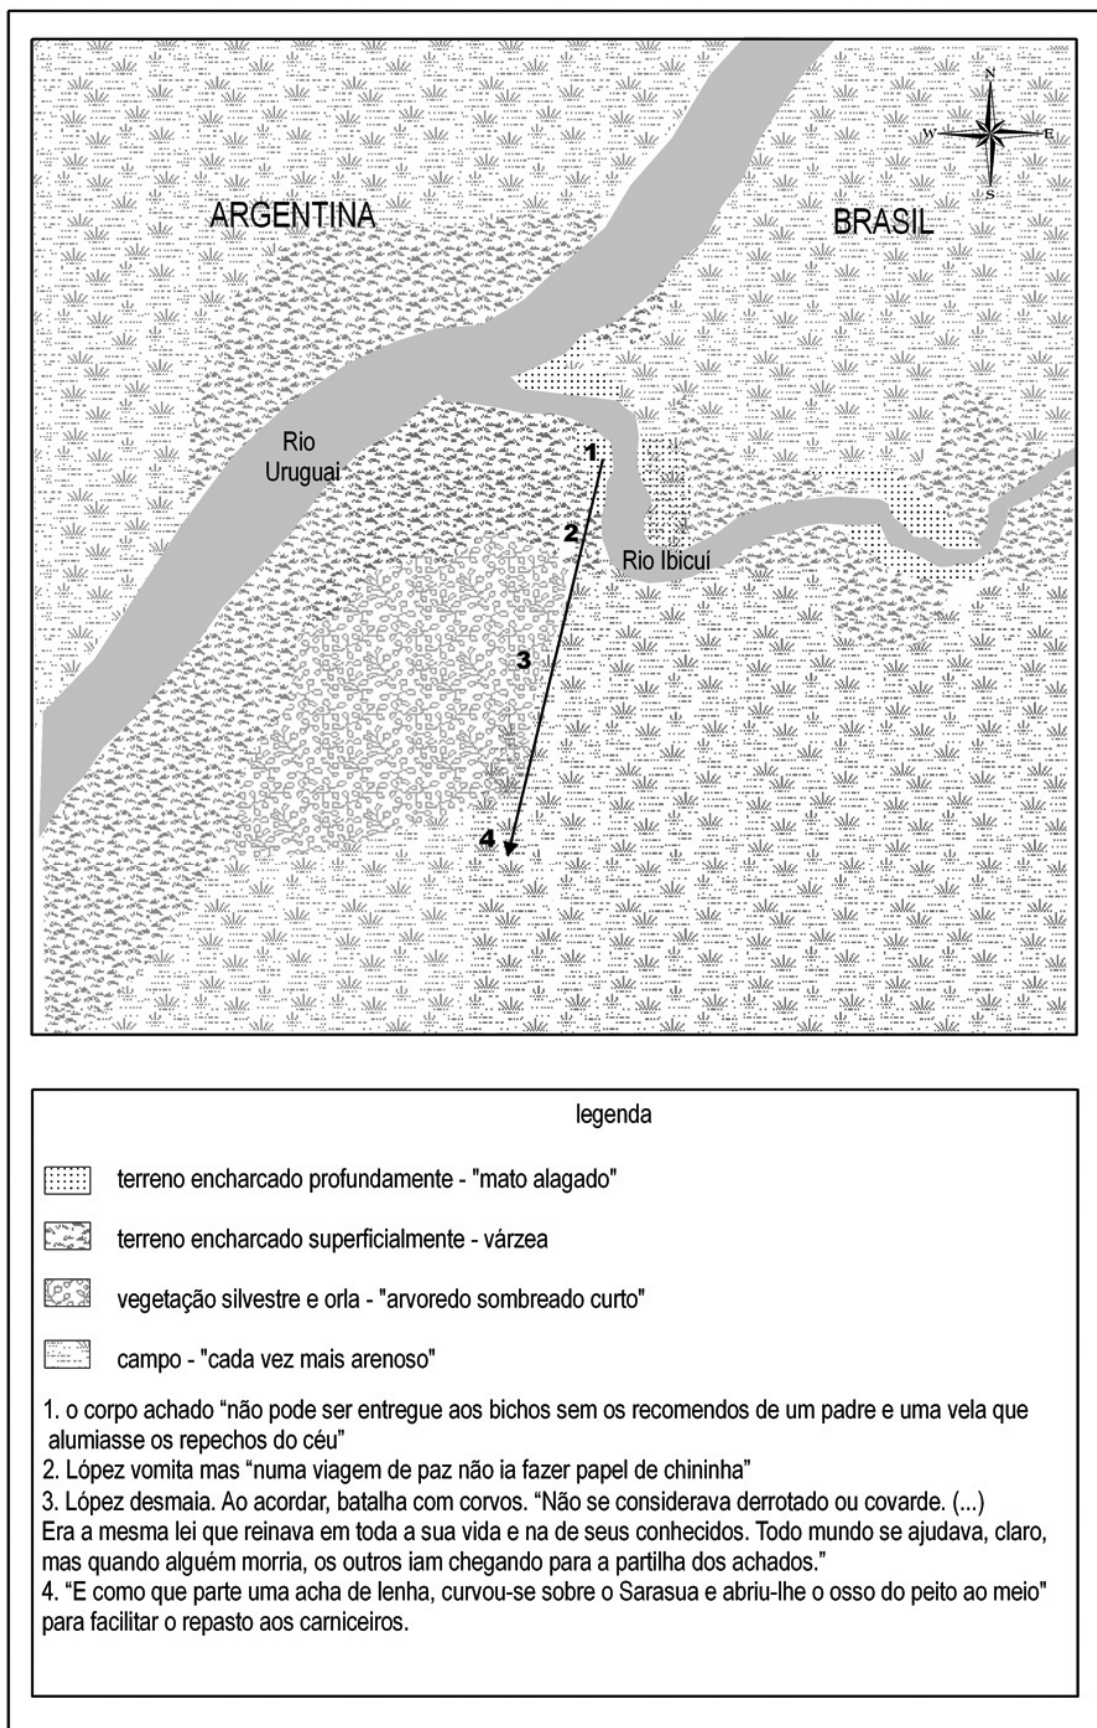 N
W E
S
ARGENTINA
BRASIL
Rio
Uruguai
1
2
Rio Ibicuí
3
4
legenda
terreno encharcado profundamente - "mato alagado"
terreno encharcado superficialmente - várzea
vegetação silvestre e orla - "arvoredo sombreado curto"
campo - "cada vez mais arenoso"
1. o corpo achado “não pode ser entregue aos bichos sem os recomendos de um padre e uma vela que
alumiasse os repechos do céu”
2. López vomita mas “numa viagem de paz não ia fazer papel de chininha”
3. López desmaia. Ao acordar, batalha com corvos. “Não se considerava derrotado ou covarde. (...)
Era a mesma lei que reinava em toda a sua vida e na de seus conhecidos. Todo mundo se ajudava, claro,
mas quando alguém morria, os outros iam chegando para a partilha dos achados.”
4. “E como que parte uma acha de lenha, curvou-se sobre o Sarasua e abriu-lhe o osso do peito ao meio"
para facilitar o repasto aos carniceiros.